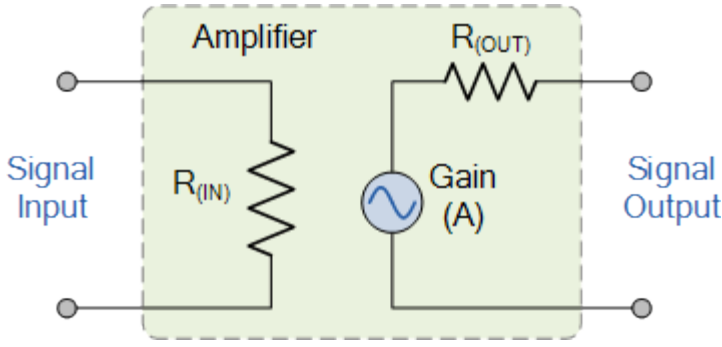 Amplifier
R(OUT)
Signal
Input
R(IN)
Gain
(A)
Signal
Output